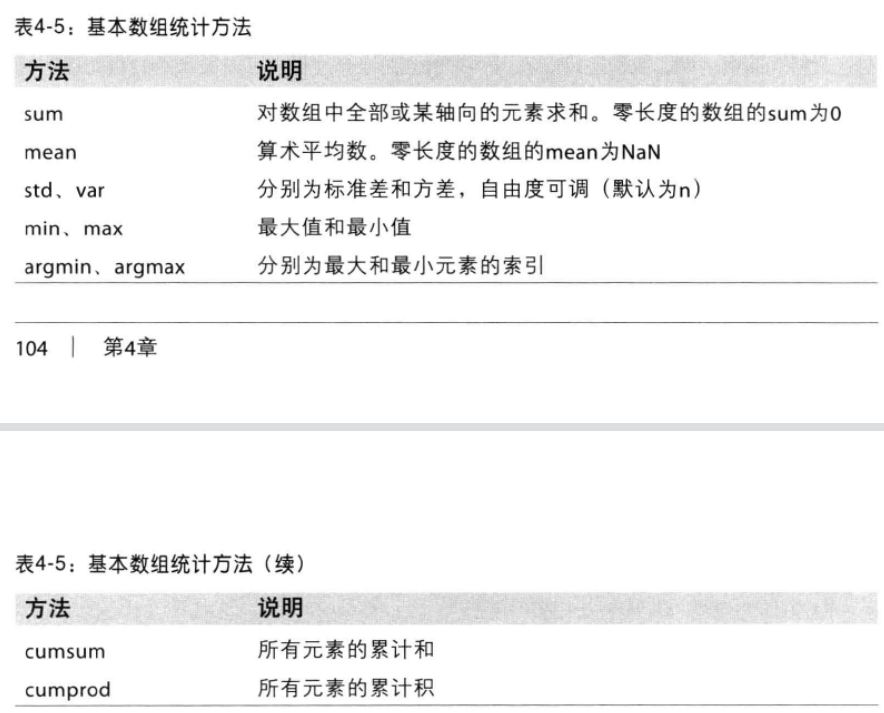 表4-5：基本数组统计方法
方法 说明
sum 对数组中全部或某轴向的元素求和。零长度的数组的sum为0
mean 算术平均数。零长度的数组的mean为NaN
std、var 分别为标准差和方差，自由度可调（默认为n）
min、max 最大值和最小值
argmin、argmax 分别为最大和最小元素的索引
104 | 第4章
表4-5：基本数组统计方法（续）
方法 说明
cumsum 所有元素的累计和
cumprod 所有元素的累计积